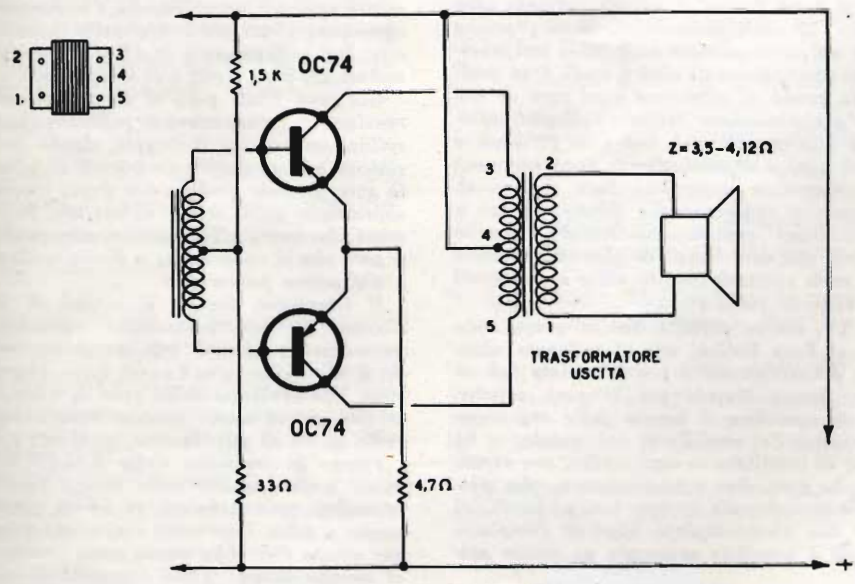 2
3
4
1.
5
1,5 K
OC74
3
2
4
5
1
Z=3,5-4,12Ω
TRASFORMATORE
USCITA
OC74
33Ω
4,7Ω
+